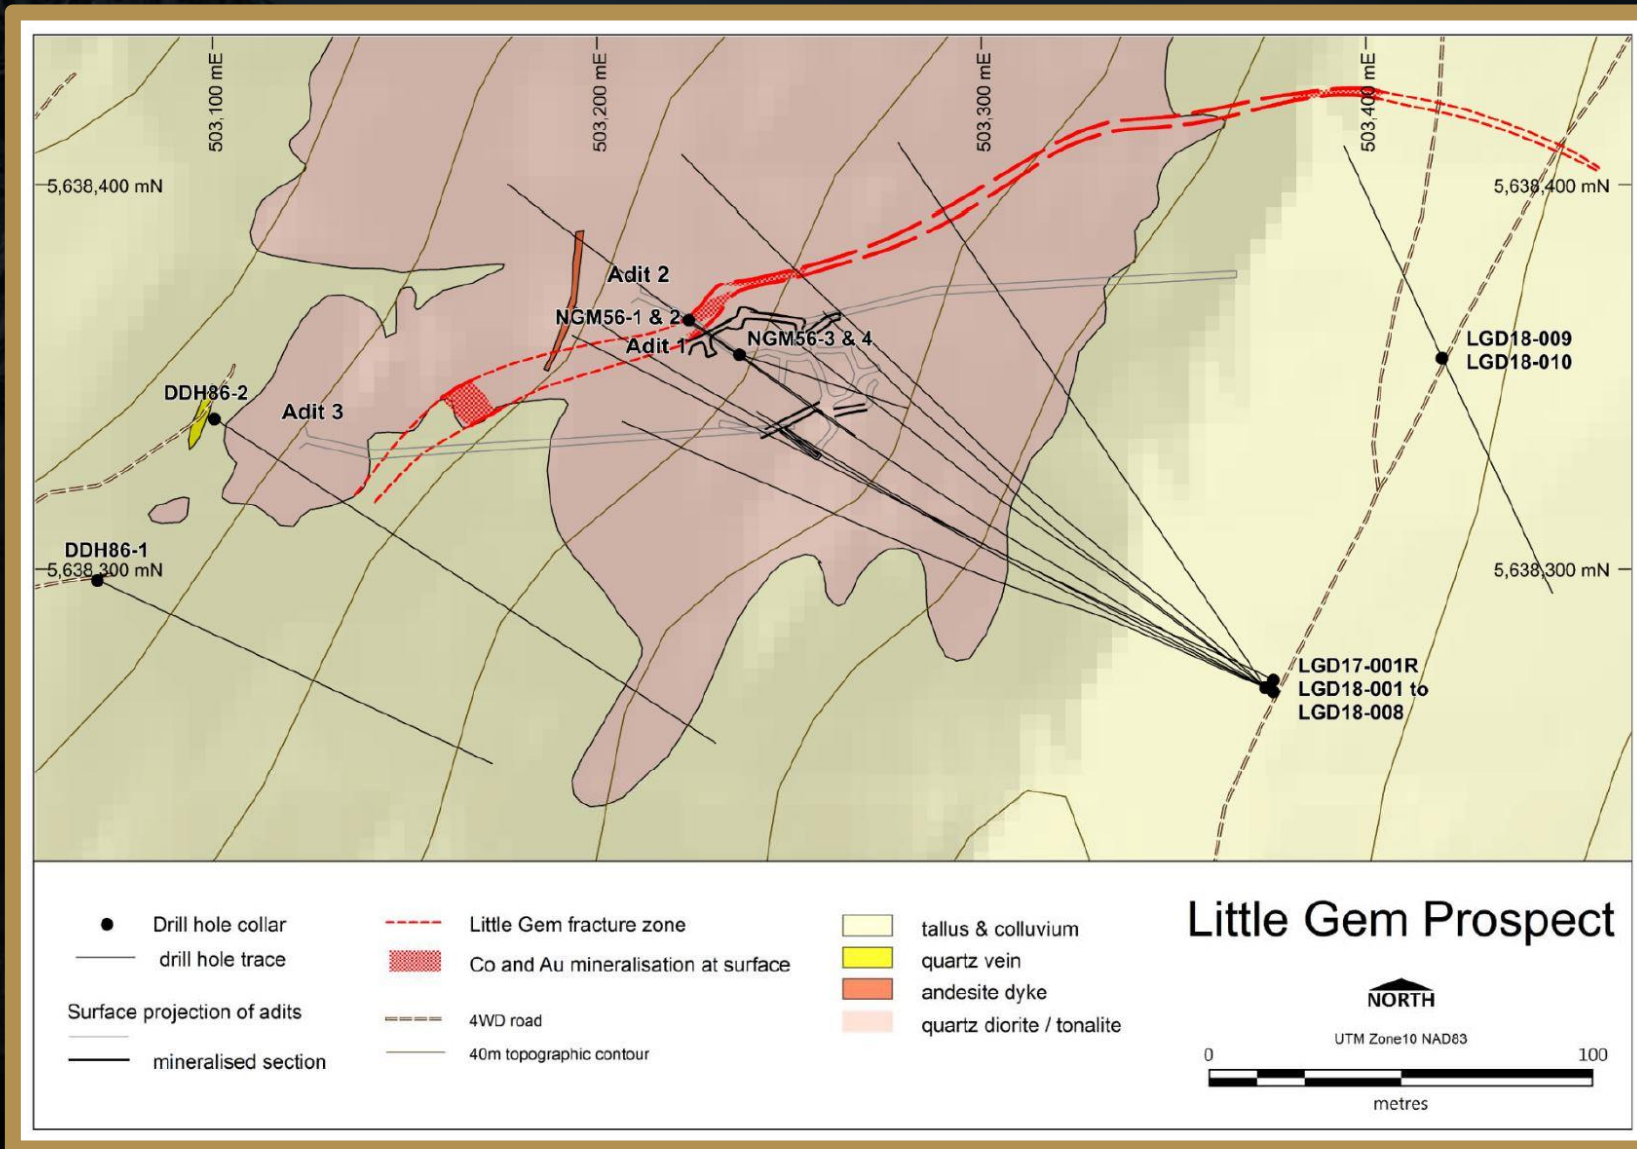 503,100 mE
503,200 mE
503,300 mE
503,400 mE
5,638,400 mN
5,638,400 mN
Adit 2
NGM56-1 & 2
Adit 1
NGM56-3 & 4
LGD18-009
LGD18-010
DDH86-2
Adit 3
DDH86-1
5,638,300 mN
5,638,300 mN
LGD17-001R
LGD18-001 to
LGD18-008
Drill hole collar
drill hole trace
Surface projection of adits
mineralised section
Little Gem fracture zone
Co and Au mineralisation at surface
4WD road
40m topographic contour
tallus & colluvium
quartz vein
andesite dyke
quartz diorite / tonalite
Little Gem Prospect
NORTH
UTM Zone10 NAD83
0 100
metres